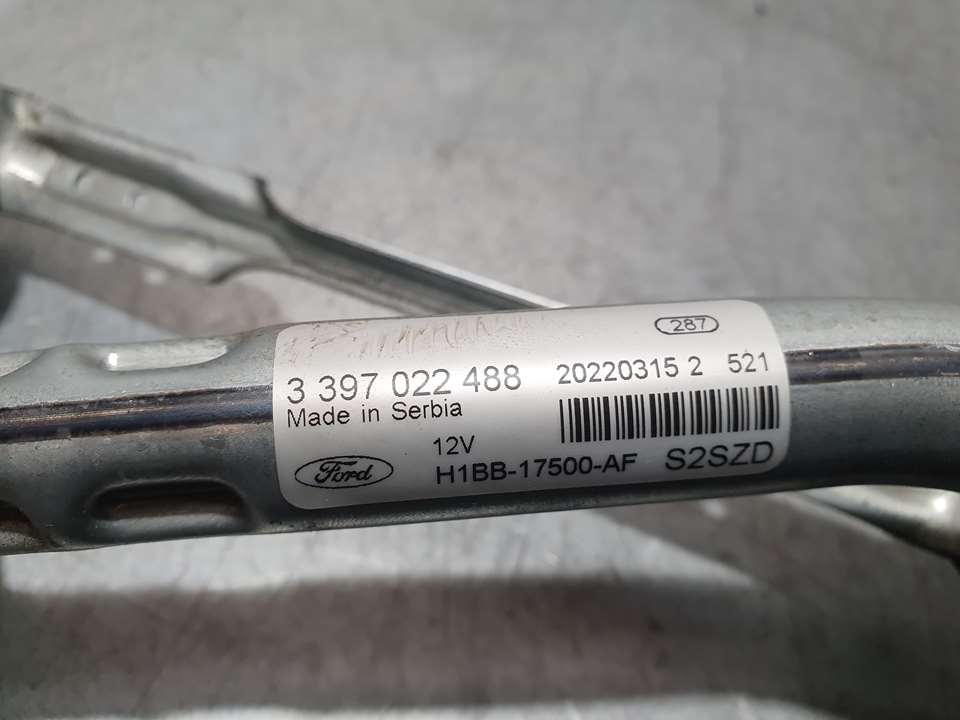 287
3 397 022 488 20220315 2 521
Made in Serbia
12V
Ford H1BB-17500-AF S2SZD